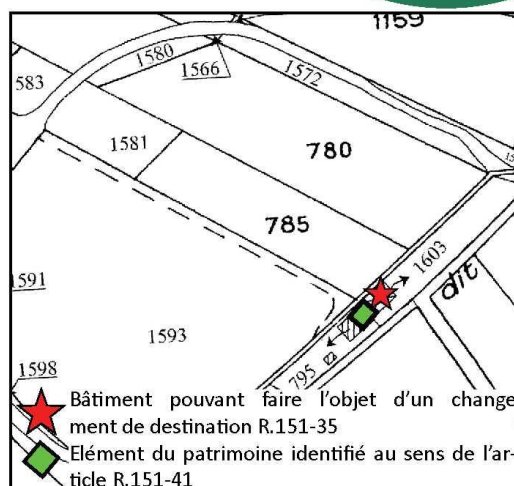 1159
1580
1566
1572
583
1581
780
785
1603
dit
1591
1593
795
1598
Bâtiment pouvant faire l'objet d'un change
ment de destination R.151-35
Elément du patrimoine identifié au sens de l'ar-
ticle R.151-41